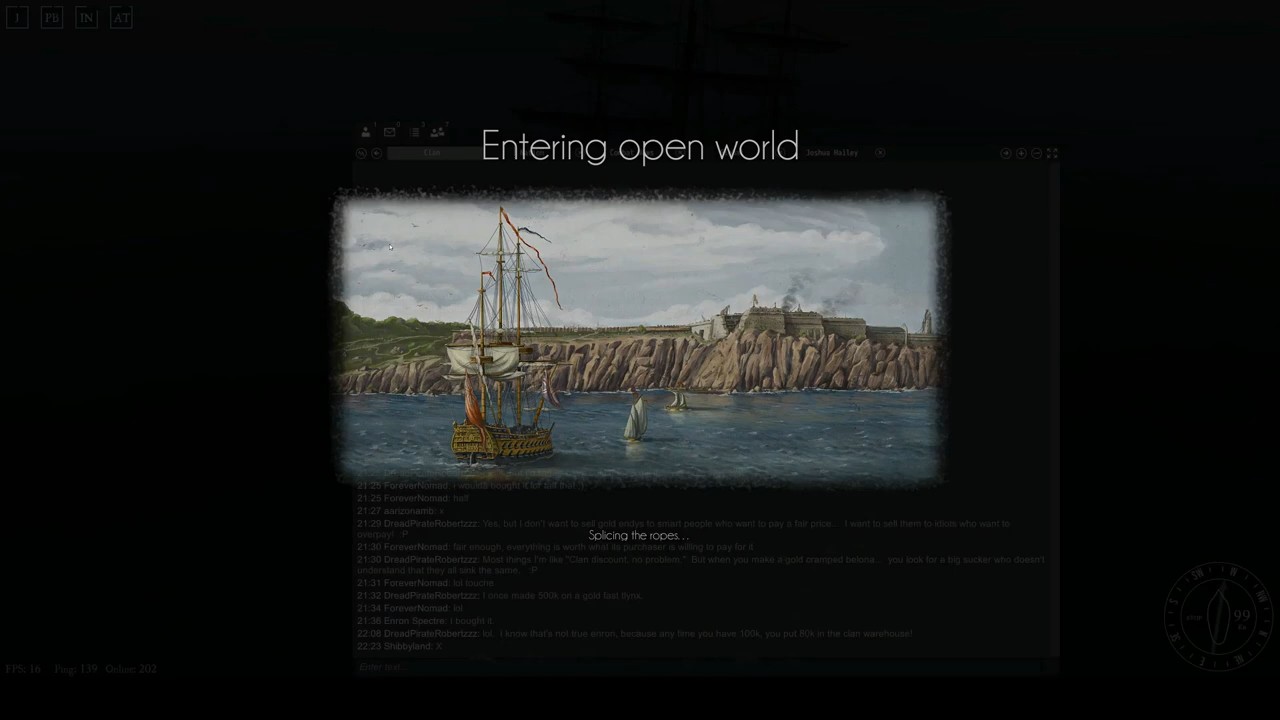 J PB IN AT
Entering open world
Clan
Joshua Hailey
21:25 ForeverNomad:
21:25 ForeverNomad: half
21:27 aarizonamb: x
21:29 DreadPirateRobertzzz: Yes, but I don't want to sell gold endys to smart people who want to pay a fair price... I want to sell them to idiots who want to
overpay! :P
Splicing the ropes...
21:30 ForeverNomad: fair enough, everything is worth what its purchaser is willing to pay for it.
21:30 DreadPirateRobertzzz: Most things I'm like "Clan discount, no problem." But when you make a gold cramped belona... you look for a big sucker who doesn't
understand that they all sink the same. :P
21:31 ForeverNomad: lol touche
21:32 DreadPirateRobertzzz: I once made 500k on a gold fast tlynx.
21:34 ForeverNomad: lol
21:36 Enron Spectre: i bought it.
22:08 DreadPirateRobertzzz: lol.. I know that's not true enron, because any time you have 100k, you put 80k in the clan warehouse!
22:23 Shibbyland: X
Enter text...
99
FPS: 16 Ping: 139 Online: 202